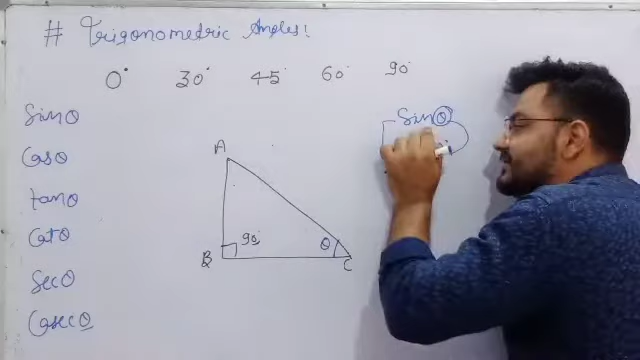 # Trigonometric Angles:
0° 30° 45° 60° 90°
Sinθ
Cosθ
tanθ
Cotθ
Secθ
Cosecθ
Sinθ
A
90°
θ
B
C